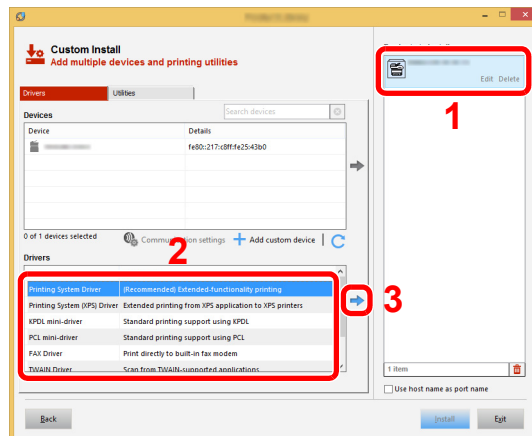 Custom Install
Add multiple devices and printing utilities
Drivers Utilities
Devices Search devices
Device Details
fe80::217:c8ff:fe25:43b0
0 of 1 devices selected settings Add custom device
Drivers
Printing System Driver (Recommended) Extended-functionality printing
Printing System (XPS) Driver Extended printing from XPS application to XPS printers
KPDL mini-driver Standard printing support using KPDL
PCL mini-driver Standard printing support using PCL
FAX Driver Print directly to built-in fax modem
TWAIN Driver Scan from TWAIN-supported applications
Edit Delete
1
2
3
1 item
Use host name as port name
Back Install Exit